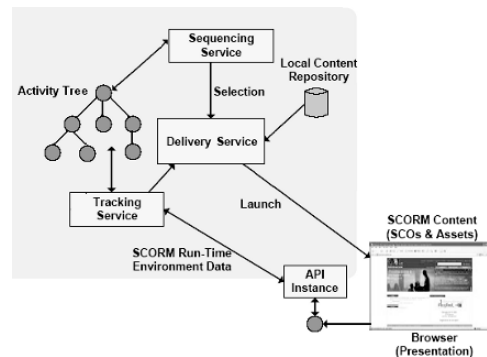 Sequencing
Service
Local Content
Repository
Activity Tree
Selection
Delivery Service
Tracking
Service
Launch
SCORM Content
(SCOs & Assets)
SCORM Run-Time
Environment Data
API
Instance
Browser
(Presentation)